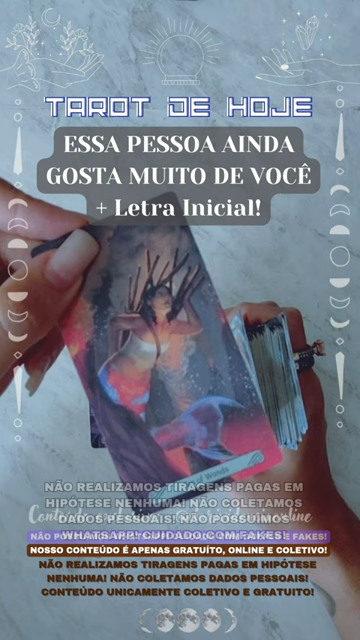 TAROT DE HOJE
ESSA PESSOA AINDA
GOSTA MUITO DE VOCÊ
+ Letra Inicial!
NÃO REALIZAMOS TIRAGENS PAGAS EM
HIPÓTESE NENHUMA! NÃO COLETAMOS
DADOS PESSOAIS! NÃO POSSUIMOS
WHATSAPP! CUIDADO COM FAKES!
NOSSO CONTEÚDO É APENAS GRATUÍTO, ONLINE E COLETIVO!
NÃO REALIZAMOS TIRAGENS PAGAS EM HIPÓTESE
NENHUMA! NÃO COLETAMOS DADOS PESSOAIS!
CONTEÚDO UNICAMENTE COLETIVO E GRATUITO!